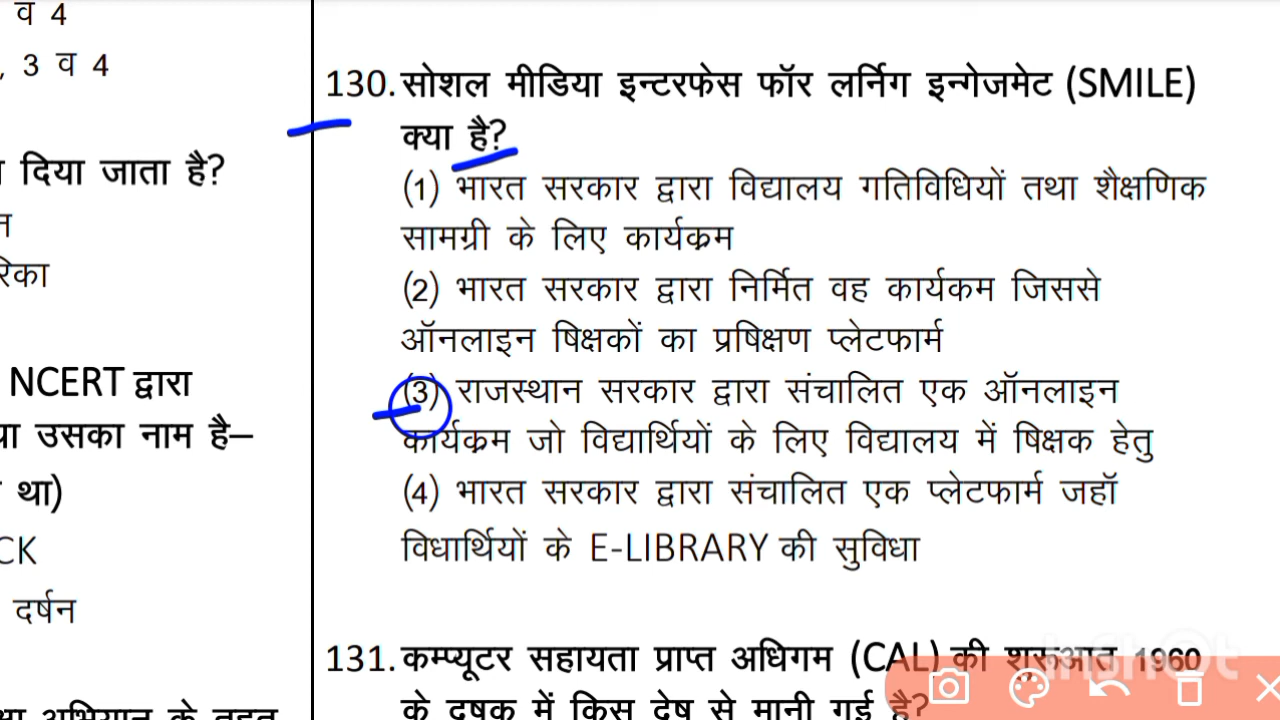 व 4
, 3 व 4
दिया जाता है?
रिका
NCERT द्वारा
या उसका नाम है–
था)
CK
दर्षन
130. सोशल मीडिया इन्टरफेस फॉर लर्निग इन्गेजमेट (SMILE)
क्या है?
(1) भारत सरकार द्वारा विद्यालय गतिविधियों तथा शैक्षणिक
सामग्री के लिए कार्यक्रम
(2) भारत सरकार द्वारा निर्मित वह कार्यकम जिससे
ऑनलाइन षिक्षकों का प्रषिक्षण प्लेटफार्म
(3) राजस्थान सरकार द्वारा संचालित एक ऑनलाइन
कार्यक्रम जो विद्यार्थियों के लिए विद्यालय में षिक्षक हेतु
(4) भारत सरकार द्वारा संचालित एक प्लेटफार्म जहॉ
विधार्थियों के E-LIBRARY की सुविधा
131. कम्प्यूटर सहायता प्राप्त अधिगम (CAL) की शुरूआत 1960
के दषक में किस देष से मानी गई है?